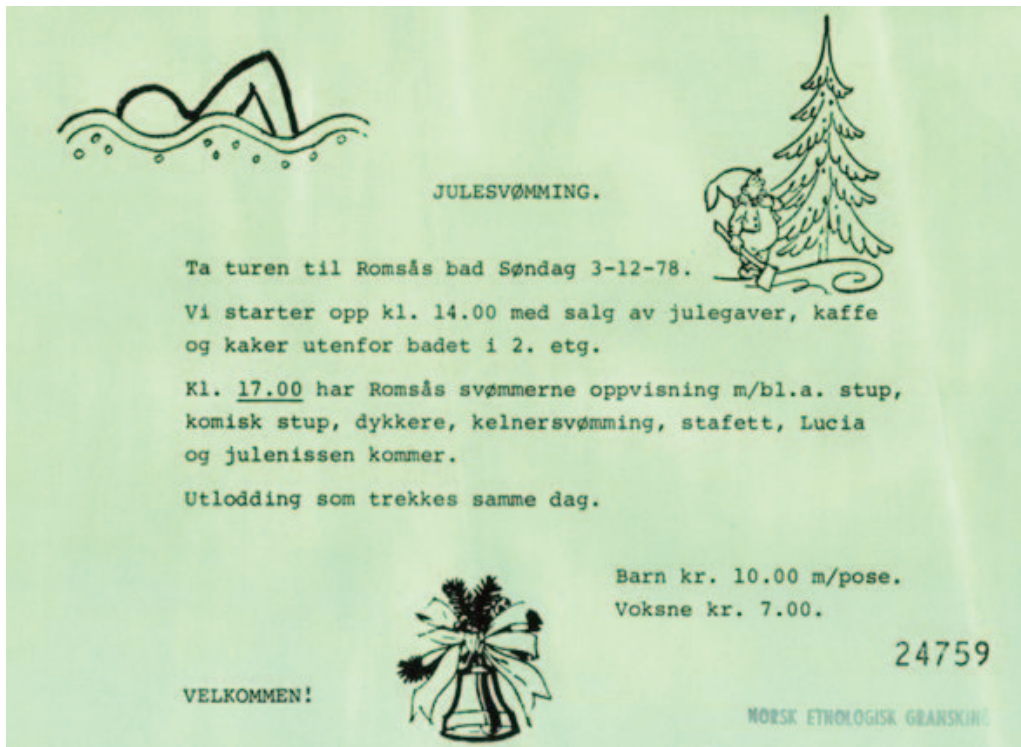 JULESVØMMING.
Ta turen til Romsås bad Søndag 3-12-78.
Vi starter opp kl. 14.00 med salg av julegaver, kaffe
og kaker utenfor badet i 2. etg.
Kl. 17.00 har Romsås svømmerne oppvisning m/bl.a. stup,
komisk stup, dykkere, kelnersvømming, stafett, Lucia
og julenissen kommer.
Utlodding som trekkes samme dag.
Barn kr. 10.00 m/pose.
Voksne kr. 7.00.
24759
VELKOMMEN!
NORSK ETNOLOGISK GRANSKING